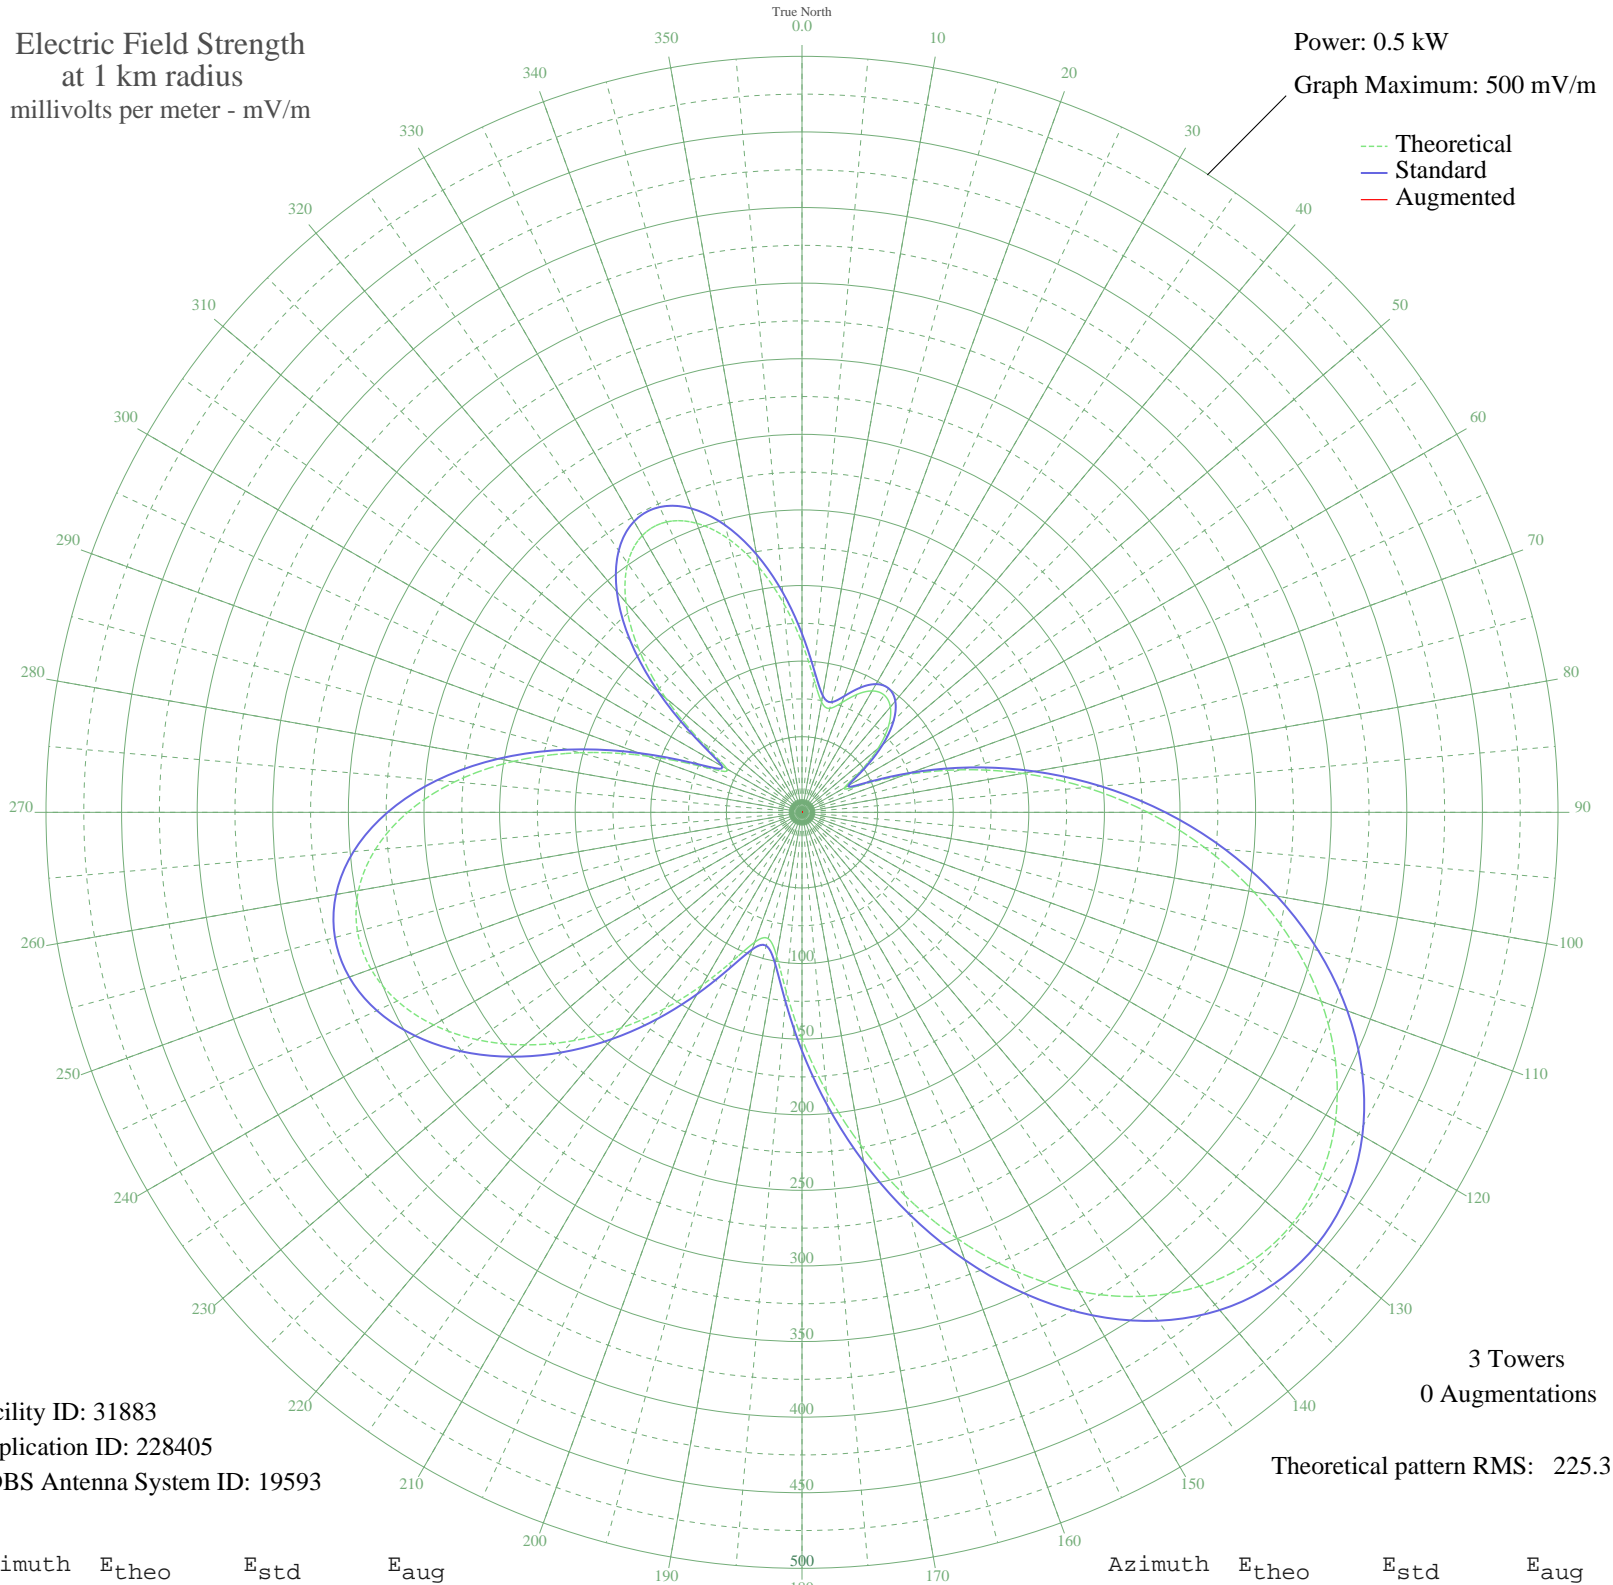 True North
0.0
Electric Field Strength
at 1 km radius
millivolts per meter - mV/m
Power: 0.5 kW
Graph Maximum: 500 mV/m
Theoretical
Standard
Augmented
10
20
30
40
50
60
70
80
90
100
110
120
130
140
150
160
170
190
200
210
220
230
240
250
260
270
280
290
300
310
320
330
340
350
100
150
200
250
300
350
400
450
500
3 Towers
0 Augmentations
Theoretical pattern RMS: 225.3
cility ID: 31883
plication ID: 228405
DBS Antenna System ID: 19593
imuth Etheo Estd Eaug
Azimuth Etheo Estd Eaug